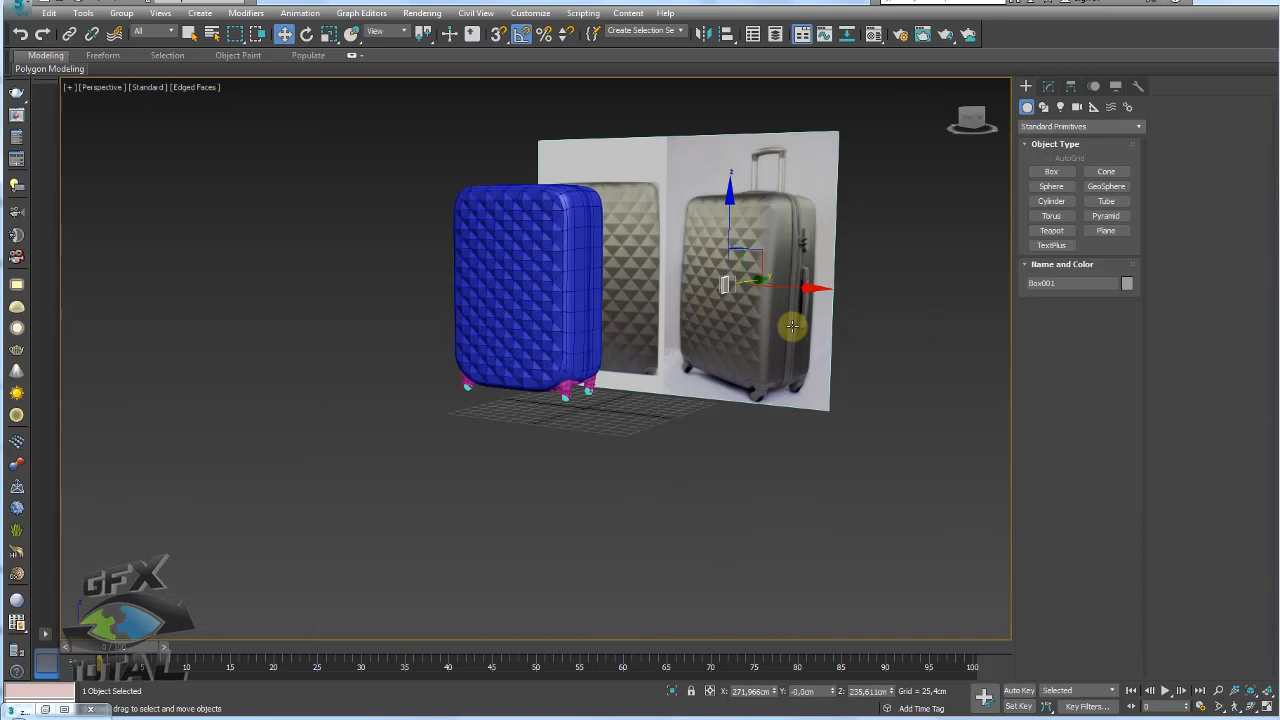 Edit Tools Group Views Create Modifiers Animation Graph Editors Rendering Civil View Customize Scripting Content Help
All View Create Selection Se
Modeling Freeform Selection Object Paint Populate
Polygon Modeling
[+] [Perspective] [Standard] [Edged Faces]
Standard Primitives
Object Type
AutoGrid
Box Cone
Sphere GeoSphere
Cylinder Tube
Torus Pyramid
Teapot Plane
TextPlus
Name and Color
Box001
z
y
GFX
TOTAL
0 / 100
5 10 15 20 25 30 35 40 45 50 55 60 65 70 75 80 85 90 95 100
1 Object Selected X: 271,966cm Y: -0,0cm Z: 235,611cm Grid = 25,4cm Auto Key Selected
drag to select and move objects Add Time Tag Set Key Key Filters... 0